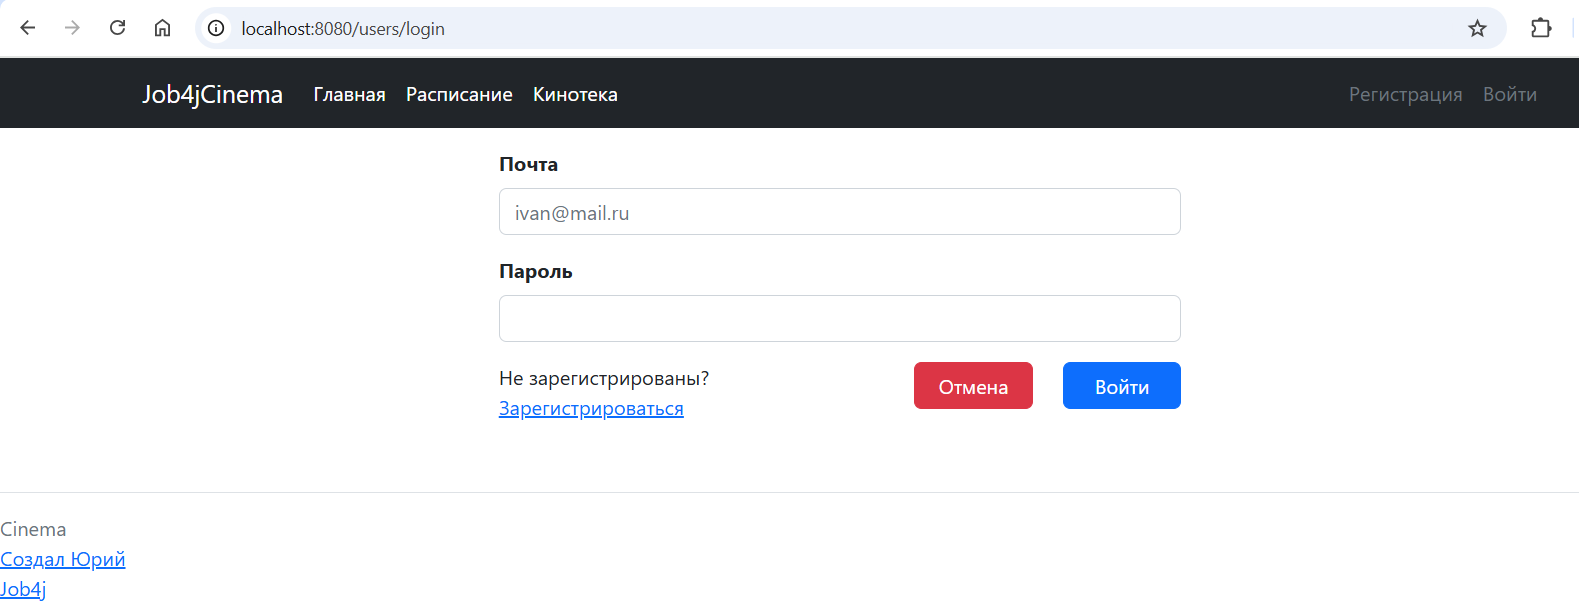 localhost:8080/users/login
Job4jCinema Главная Расписание Кинотека Регистрация Войти
Почта
ivan@mail.ru
Пароль
Не зарегистрированы?
Зарегистрироваться
Отмена Войти
Cinema
Создал Юрий
Job4j